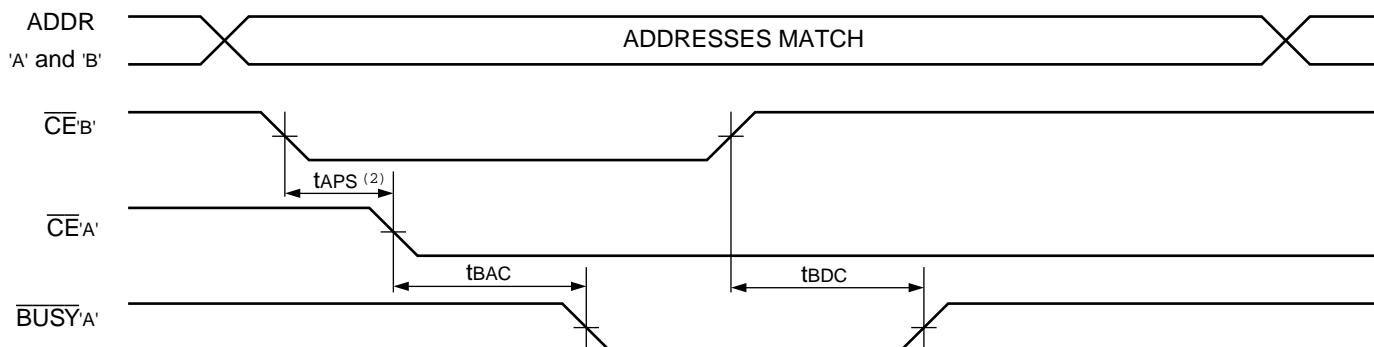 ADDR
'A' and 'B'
ADDRESSES MATCH
CE'B'
tAPS (2)
CE'A'
tBAC
tBDC
BUSY'A'